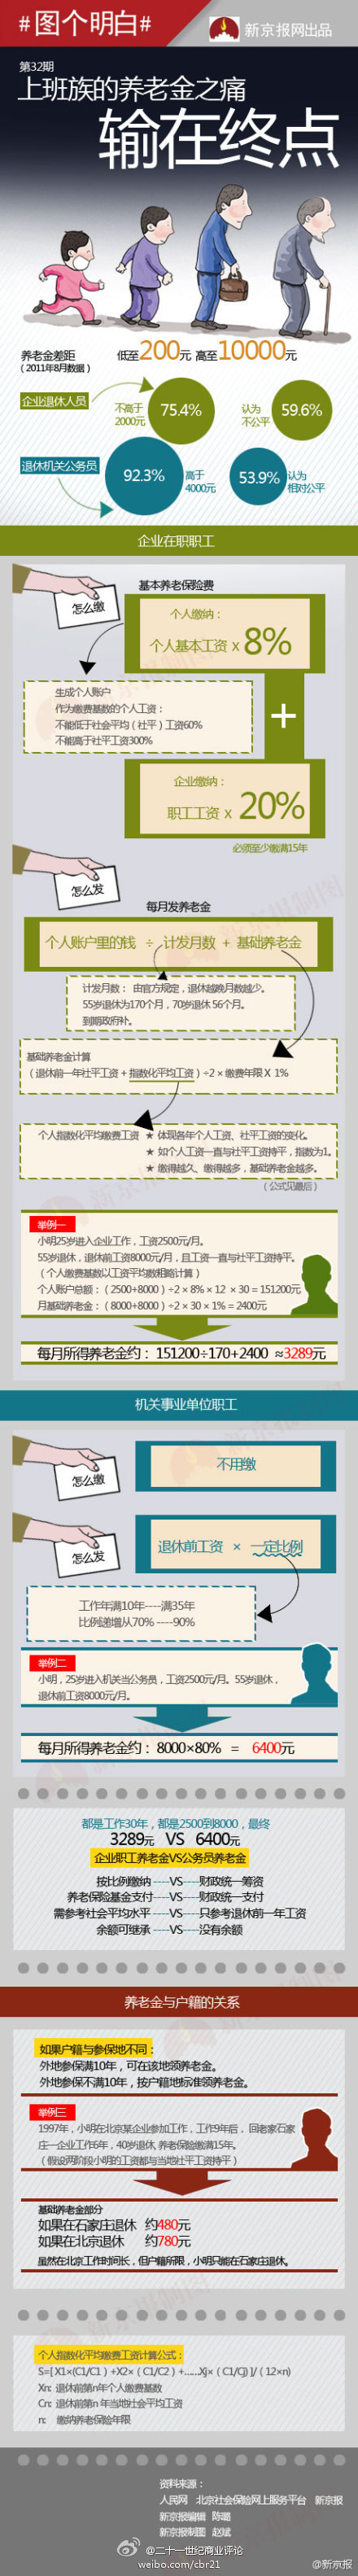 #图个明白#
新京报网出品
第32期
上班族的养老金之痛
输在终点
养老金差距
（2011年8月数据）
低至200元 高至10000元
企业退休人员
不高于
2000元
75.4%
认为
不公平
59.6%
退休机关公务员
92.3%
高于
4000元
53.9%
认为
相对公平
企业在职职工
怎么缴
基本养老保险费
个人缴纳：
个人基本工资 x 8%
生成个人账户
作为缴费基数的个人工资：
不能低于社会平均（社平）工资60%
不能高于社平工资300%
+
企业缴纳：
职工工资 x 20%
必须至少缴满15年
怎么发
每月发养老金
个人账户里的钱 ÷ 计发月数 + 基础养老金
计发月数： 由官方规定，退休越晚月数越少。
55岁退休为170个月，70岁退休 56个月。
到期政府补。
基础养老金计算
（退休前一年社平工资 + 指数化平均工资 ）÷2 × 缴费年限 X 1%
个人指数化平均缴费工资 ★ 体现各年个人工资、社平工资的变化。
★ 如个人工资一直与社平工资持平，指数为1。
★ 缴得越久、缴得越多，基础养老金越多。
（公式见最后）
举例一
小明25岁进入企业工作，工资2500元/月。
55岁退休，退休前工资8000元/月，且工资一直与社平工资持平。
（个人缴费基数以工资平均数粗略计算）
个人账户总额：（2500+8000）÷2 × 8% × 12 × 30 = 151200元
月基础养老金：（8000+8000）÷2 × 30 × 1% = 2400元
每月所得养老金约： 151200÷170+2400 ≈3289元
机关事业单位职工
怎么缴
不用缴
怎么发
退休前工资 × 一定比例
工作年满10年----满35年
比例递增从70% ----90%
举例二
小明，25岁进入机关当公务员，工资2500元/月。55岁退休，
退休前工资8000元/月。
每月所得养老金约： 8000×80% = 6400元
都是工作30年，都是2500到8000，最终
3289元 VS 6400元
企业职工养老金VS公务员养老金
按比例缴纳----VS----财政统一筹资
养老保险基金支付----VS----财政统一支付
需参考社会平均水平 ----VS----只参考退休前一年工资
余额可继承 ----VS----没有余额
养老金与户籍的关系
如果户籍与参保地不同：
外地参保满10年，可在该地领养老金。
外地参保不满10年，按户籍地标准领养老金。
举例三
1997年，小明在北京某企业参加工作，工作9年后，回老家石家
庄一企业工作6年，40岁退休，养老保险缴满15年。
（假设两阶段小明的工资都与当地社平工资持平）
基础养老金部分
如果在石家庄退休 约480元
如果在北京退休 约780元
虽然在北京工作时间长，但户籍所限，小明只能在石家庄退休。
个人指数化平均缴费工资计算公式：
S=[ X1×(C1/C1 ) +X2×（C1/C2）+……Xj×（C1/Cj) ]/（12×n)
Xn: 退休前第n年个人缴费基数
Cn: 退休前第n 年当地社会平均工资
n: 缴纳养老保险年限
资料来源：
人民网 北京社会保险网上服务平台 新京报
新京报编辑 陈璐
新京报制图 赵斌
@二十一世纪商业评论
weibo.com/cbr21
@新京报